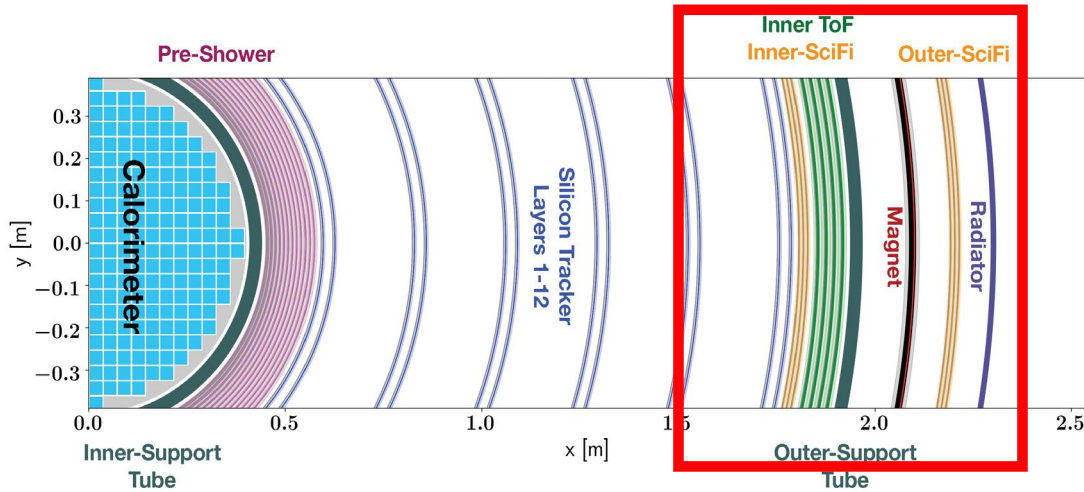 Inner ToF
Pre-Shower
Inner-SciFi
Outer-SciFi
0.3
0.2
0.1
0.0
−0.1
−0.2
−0.3
y [m]
Calorimeter
Silicon Tracker
Layers 1-12
Magnet
Radiator
0.0
0.5
1.0
2.0
2.5
x [m]
Inner-Support
Tube
Outer-Support
Tube